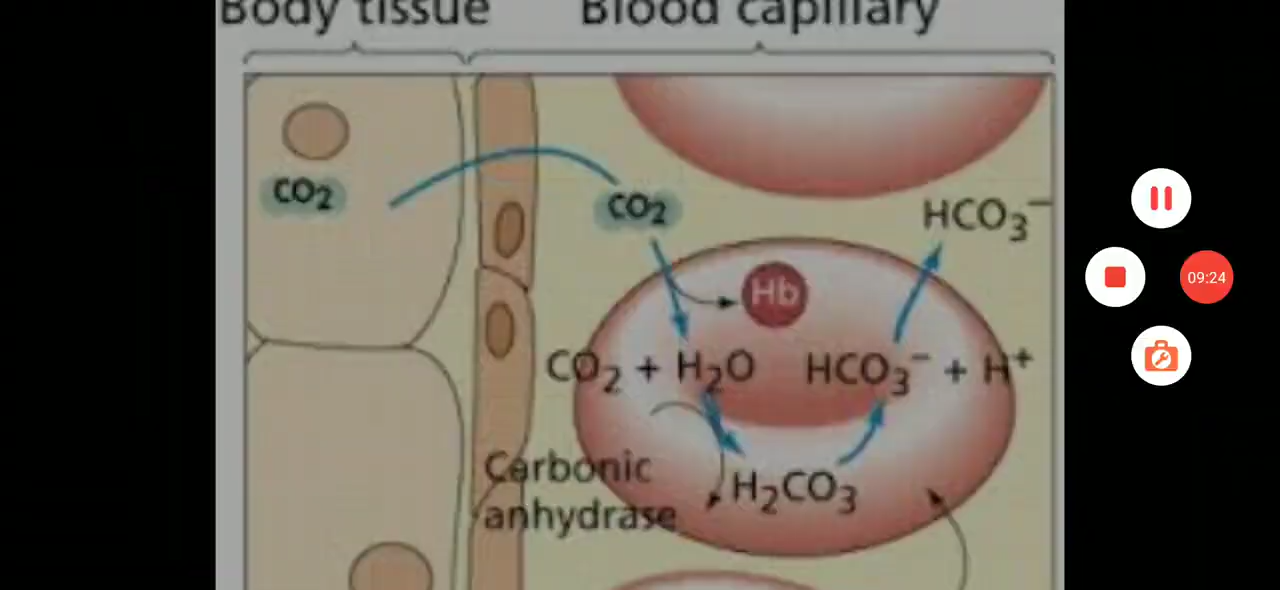 Body tissue Blood capillary
CO₂
CO₂
HCO₃⁻
Hb
CO₂ + H₂O HCO₃⁻ + H⁺
Carbonic
anhydrase
H₂CO₃
09:24